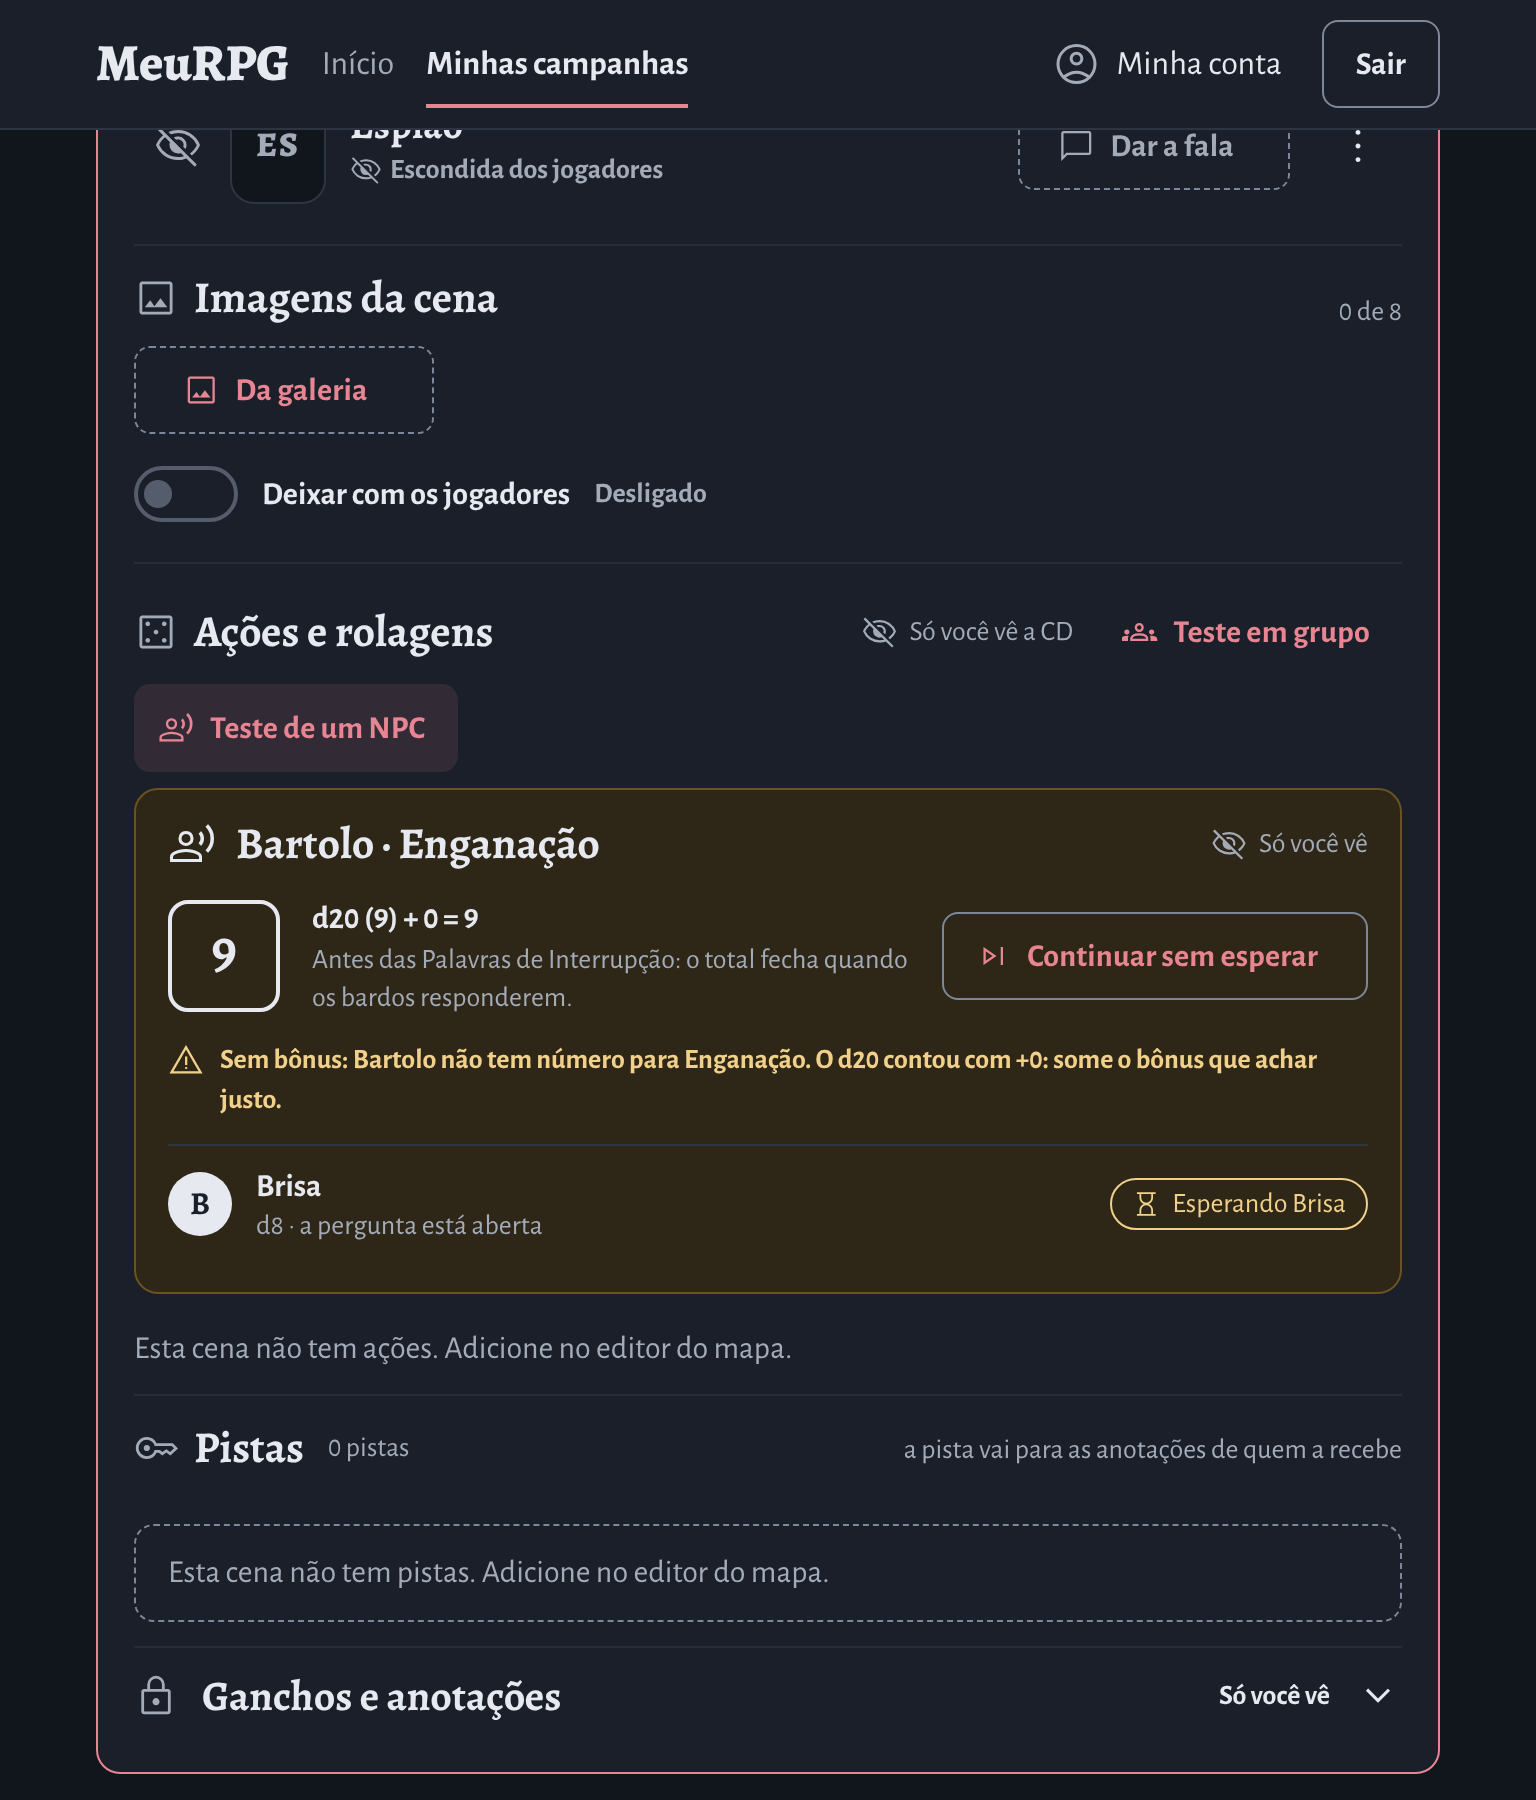 MeuRPG Início Minhas campanhas Minha conta Sair
ES Espião Dar a fala
Escondida dos jogadores
Imagens da cena 0 de 8
Da galeria
Deixar com os jogadores Desligado
Ações e rolagens Só você vê a CD Teste em grupo
Teste de um NPC
Bartolo · Enganação Só você vê
9 d20 (9) + 0 = 9
Antes das Palavras de Interrupção: o total fecha quando
os bardos responderem.
Continuar sem esperar
Sem bônus: Bartolo não tem número para Enganação. O d20 contou com +0: some o bônus que achar
justo.
B Brisa
d8 · a pergunta está aberta
Esperando Brisa
Esta cena não tem ações. Adicione no editor do mapa.
Pistas 0 pistas a pista vai para as anotações de quem a recebe
Esta cena não tem pistas. Adicione no editor do mapa.
Ganchos e anotações Só você vê